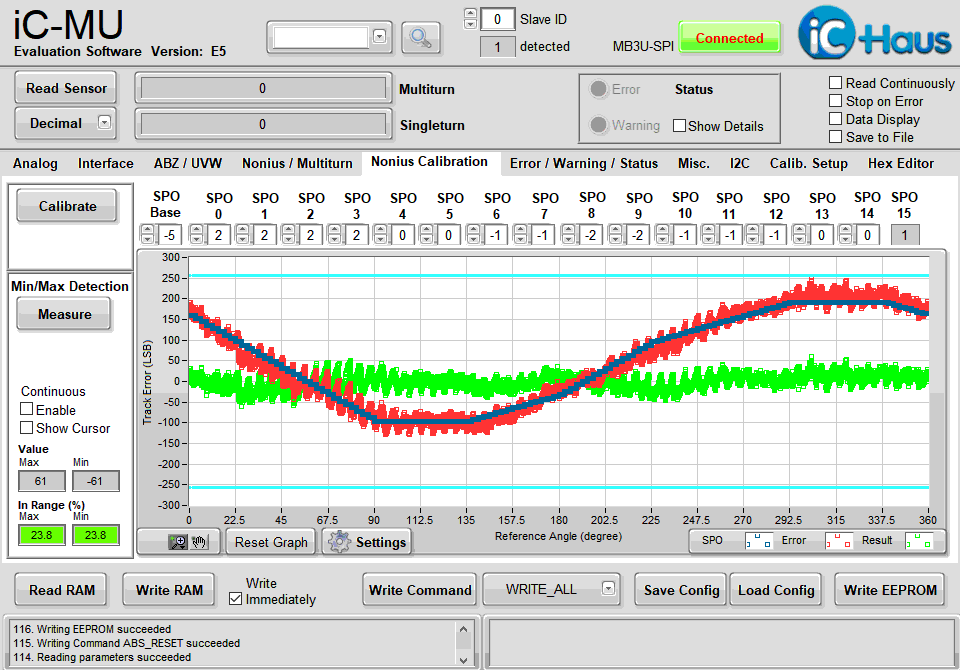 iC-MU
Evaluation Software Version: E5
0 Slave ID
1 detected
MB3U-SPI Connected
iC Haus
Read Sensor 0 Multiturn
Decimal 0 Singleturn
Error Status
Warning Show Details
Read Continuously
Stop on Error
Data Display
Save to File
Analog Interface ABZ / UVW Nonius / Multiturn Nonius Calibration Error / Warning / Status Misc. I2C Calib. Setup Hex Editor
Calibrate
SPO Base SPO 0 SPO 1 SPO 2 SPO 3 SPO 4 SPO 5 SPO 6 SPO 7 SPO 8 SPO 9 SPO 10 SPO 11 SPO 12 SPO 13 SPO 14 SPO 15
-5 2 2 2 2 0 0 -1 -1 -2 -2 -1 -1 -1 0 0 1
Min/Max Detection
Measure
Continuous
Enable
Show Cursor
Value
Max Min
61 -61
In Range (%)
Max Min
23.8 23.8
Track Error (LSB)
300
250
200
150
100
50
0
-50
-100
-150
-200
-250
-300
0 22.5 45 67.5 90 112.5 135 157.5 180 202.5 225 247.5 270 292.5 315 337.5 360
Reference Angle (degree)
Reset Graph Settings
SPO Error Result
Read RAM Write RAM Write Immediately Write Command WRITE_ALL Save Config Load Config Write EEPROM
116. Writing EEPROM succeeded
115. Writing Command ABS_RESET succeeded
114. Reading parameters succeeded